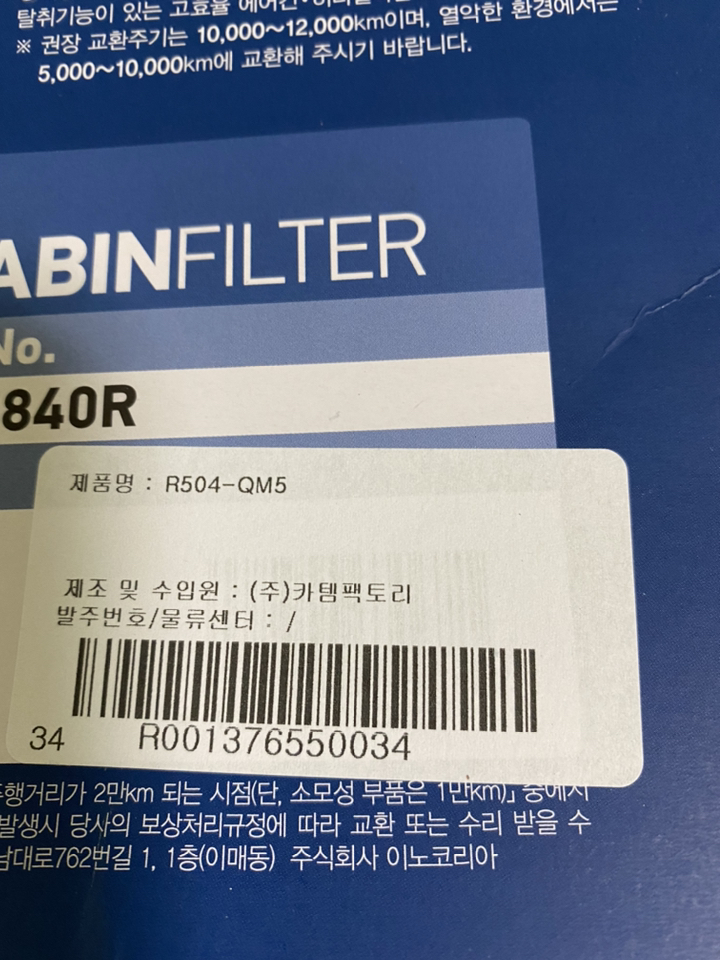 탈취기능이 있는 고효율 에어컨·히터
※ 권장 교환주기는 10,000~12,000km이며, 열악한 환경에서는
5,000~10,000km에 교환해 주시기 바랍니다.
ABINFILTER
No.
840R
제품명 : R504-QM5
제조 및 수입원 : (주)카템팩토리
발주번호/물류센터 : /
34 R001376550034
주행거리가 2만km 되는 시점(단, 소모성 부품은 1만km)」 중에서
발생시 당사의 보상처리규정에 따라 교환 또는 수리 받을 수
남대로762번길 1, 1층(이매동) 주식회사 이노코리아